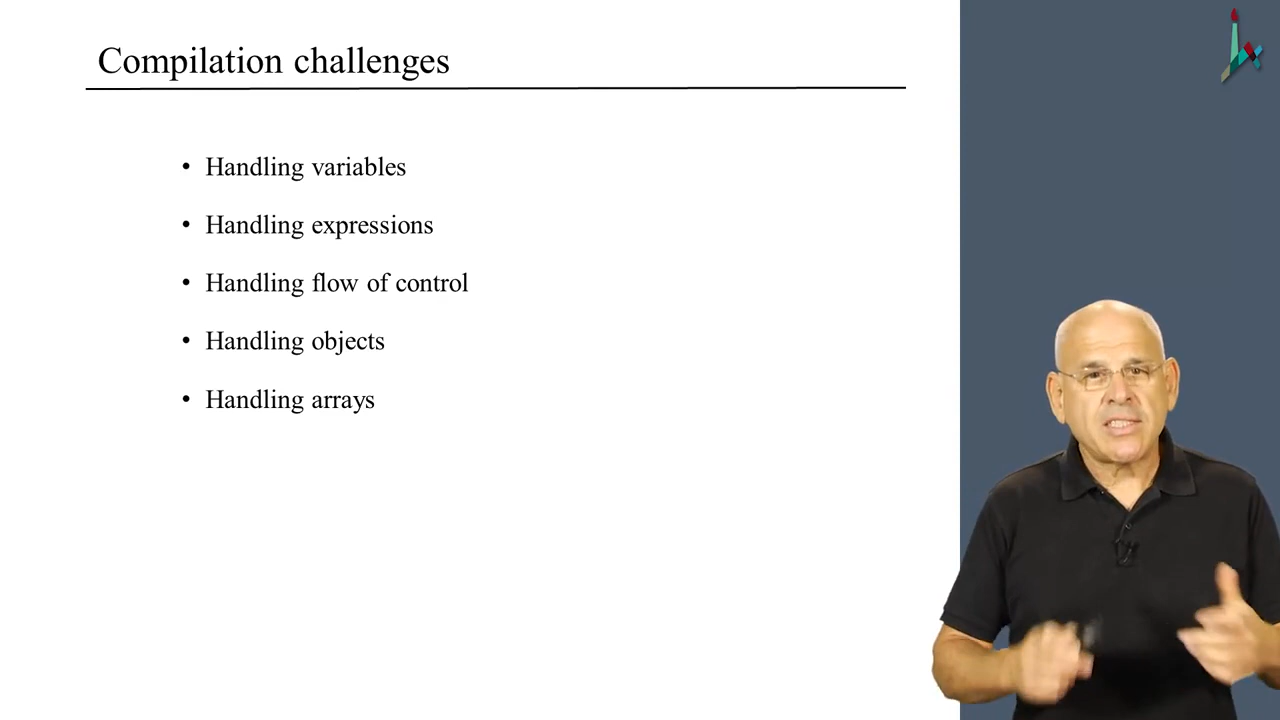 Compilation challenges
• Handling variables
• Handling expressions
• Handling flow of control
• Handling objects
• Handling arrays